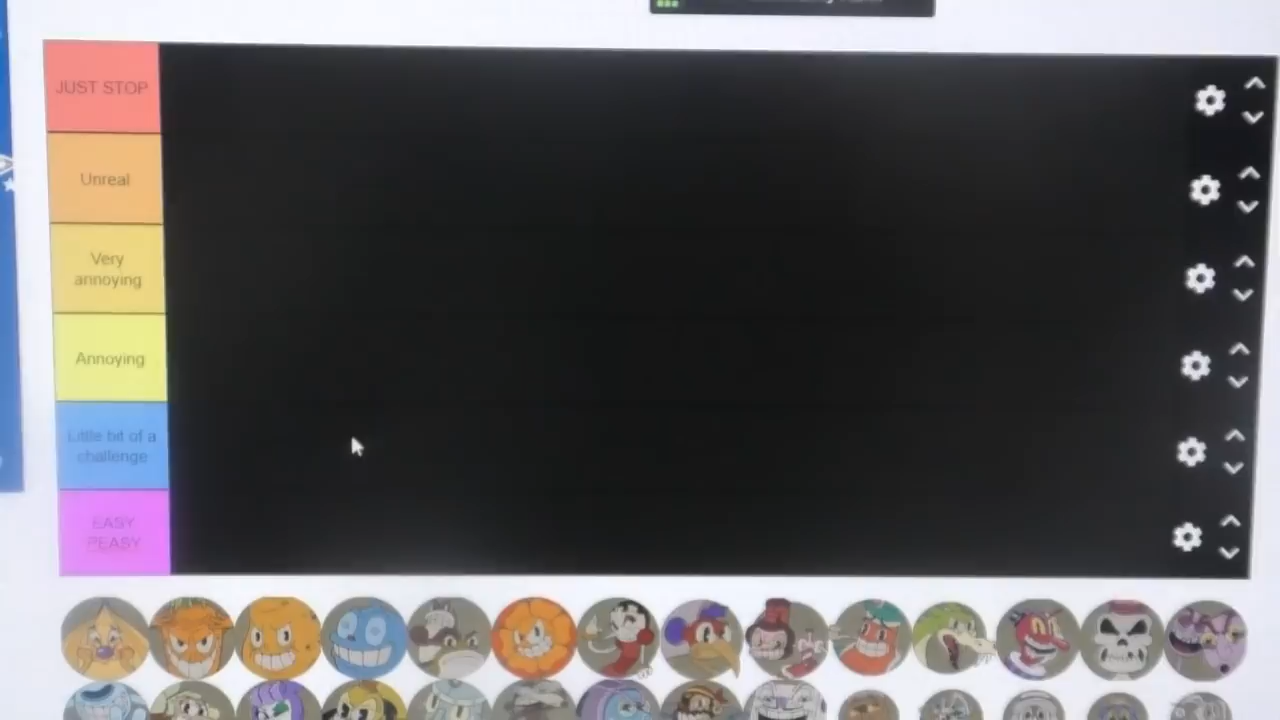 JUST STOP
Unreal
Very
annoying
Annoying
Little bit of a
challenge
EASY
PEASY